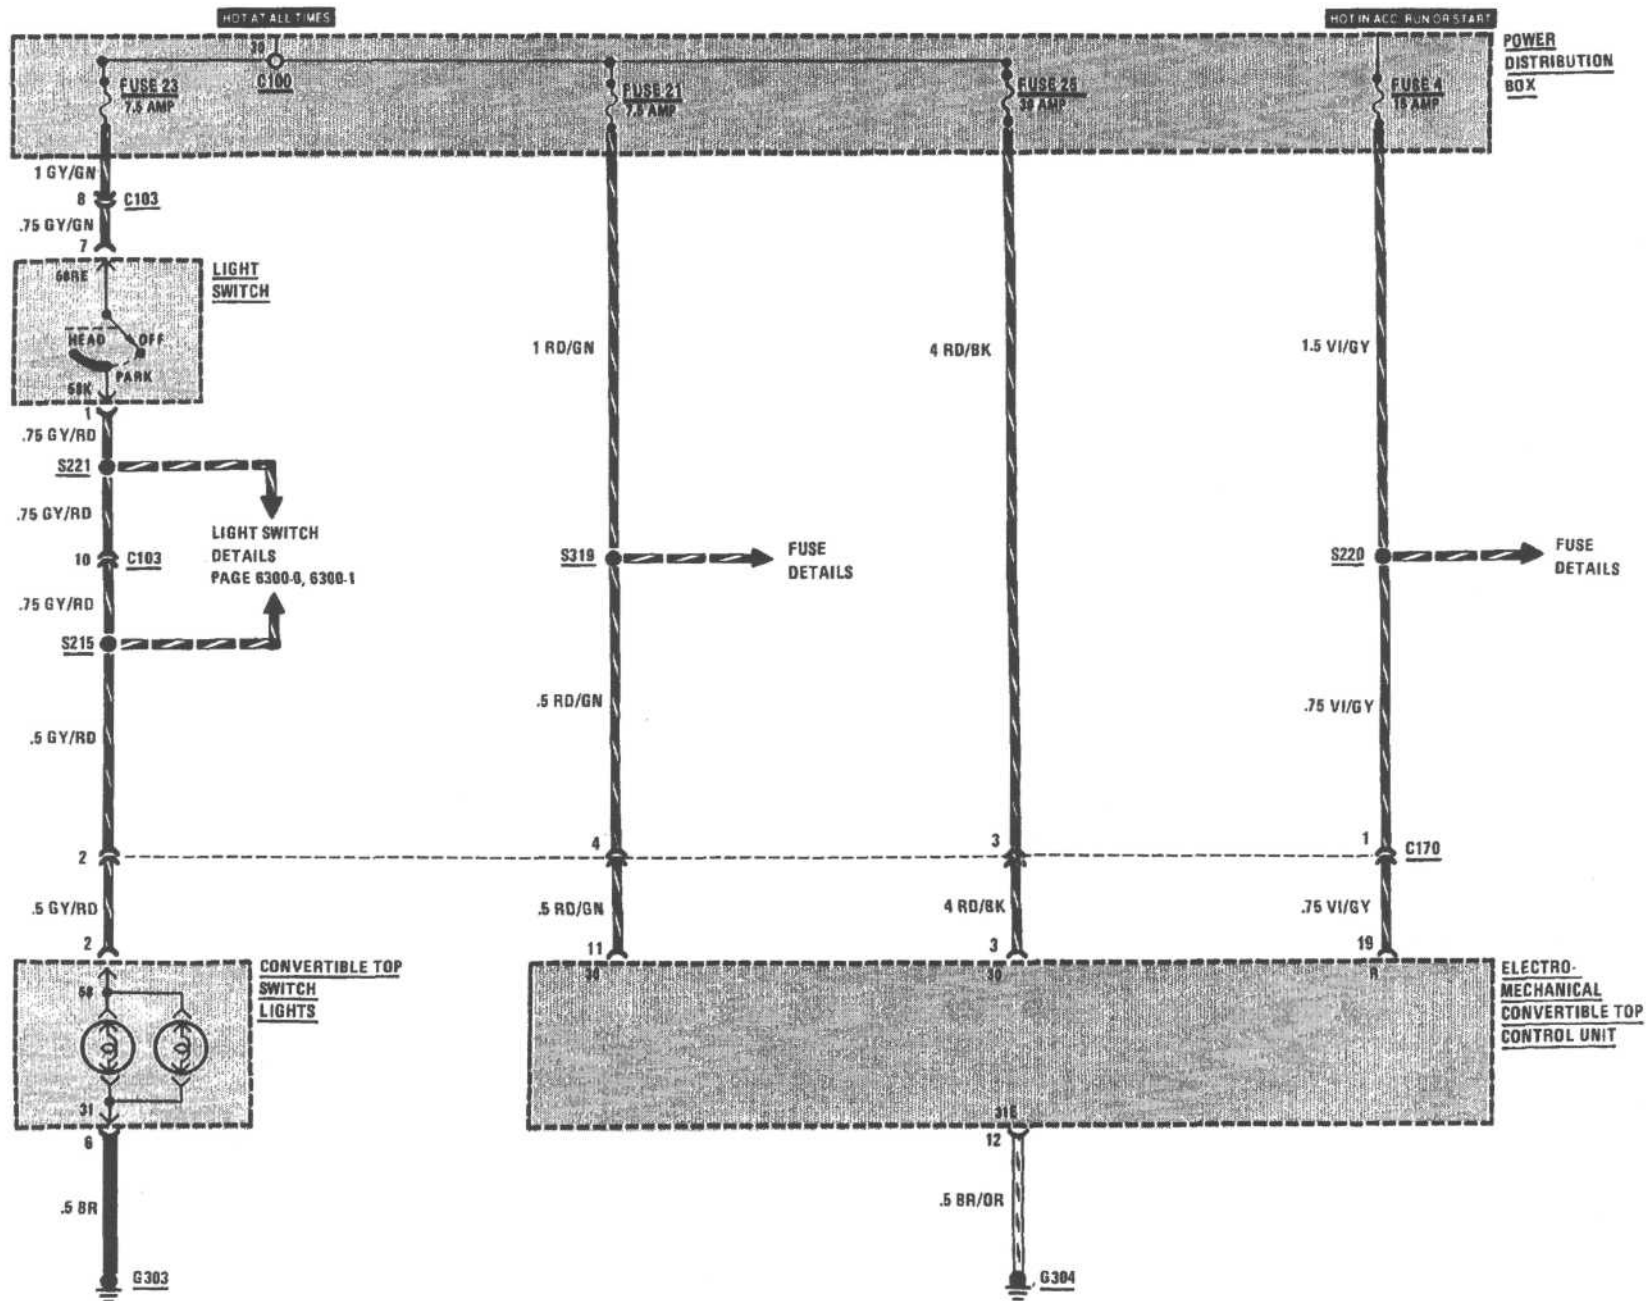 HOT AT ALL TIMES
HOT IN ACC, RUN OR START
30
C100
FUSE 23
7.5 AMP
FUSE 21
7.5 AMP
30 AMP
FUSE 4
15 AMP
POWER
DISTRIBUTION
BOX
1 GY/GN
8
C103
.75 GY/GN
7
LIGHT
SWITCH
HEAD
OFF
PARK
58K
1
1 RD/GN
4 RD/BK
1.5 VI/GY
.75 GY/RD
S221
.75 GY/RD
LIGHT SWITCH
DETAILS
PAGE 6300-0, 6300-1
10
C103
S319
FUSE
DETAILS
S220
FUSE
DETAILS
.75 GY/RD
S215
.5 GY/RD
.5 RD/GN
.75 VI/GY
2
4
3
1
C170
.5 GY/RD
.5 RD/GN
4 RD/BK
.75 VI/GY
2
11
3
19
CONVERTIBLE TOP
SWITCH
LIGHTS
58
30
30
R
ELECTRO-
MECHANICAL
CONVERTIBLE TOP
CONTROL UNIT
31
6
12
.5 BR
.5 BR/OR
G303
G304